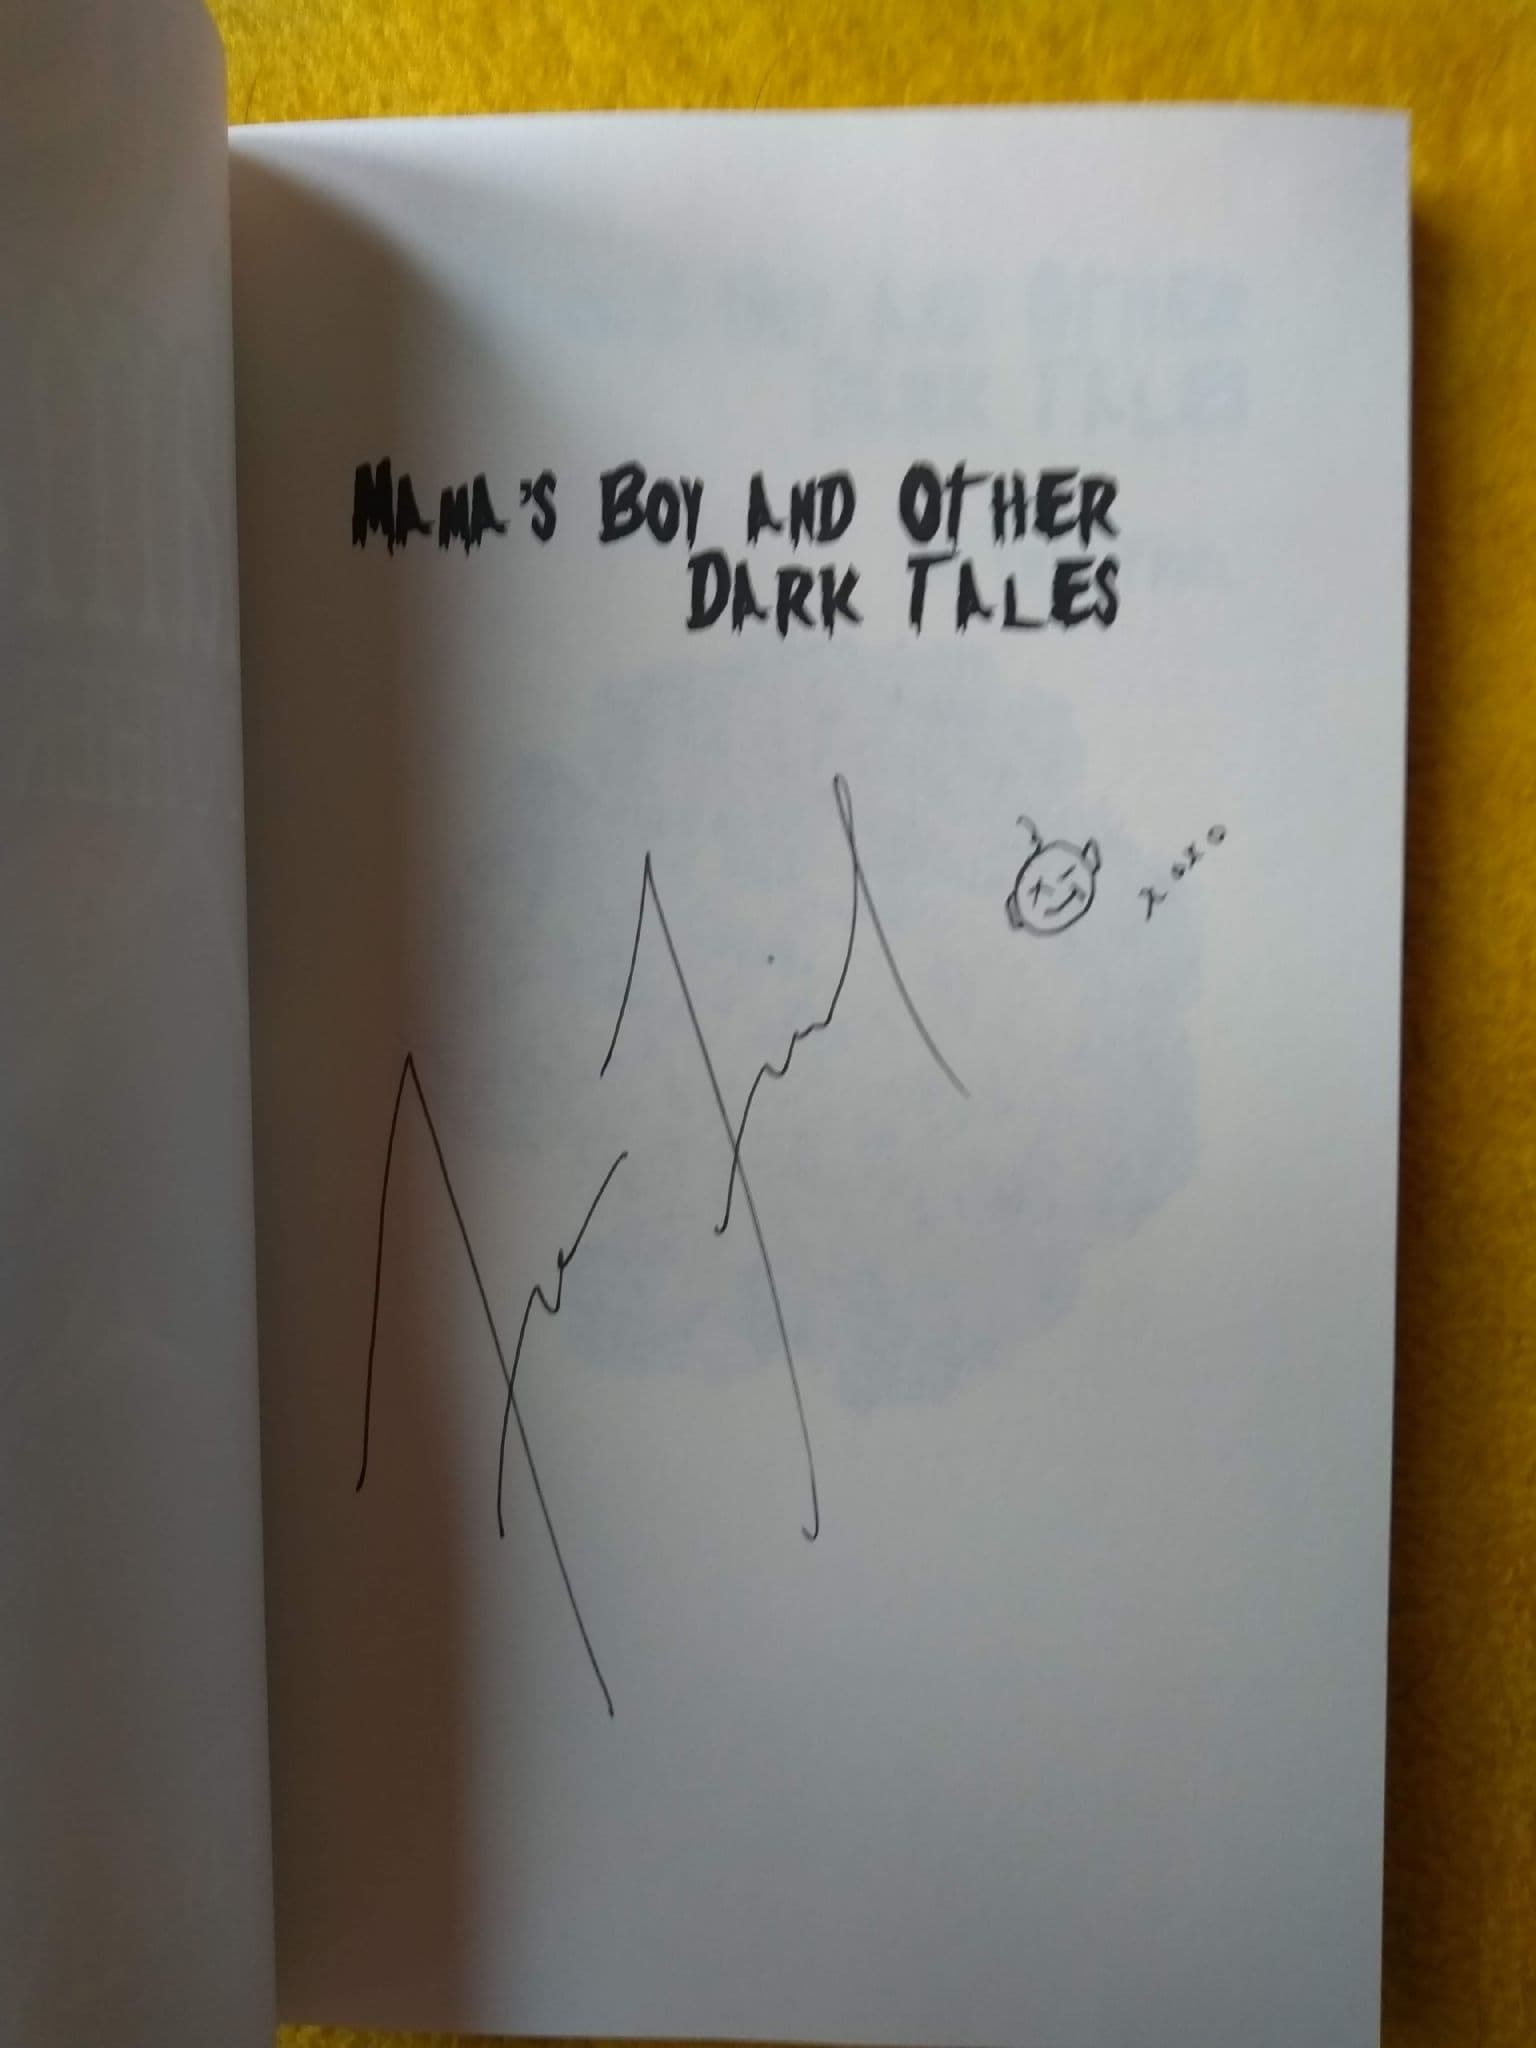 MAMA'S BOY AND OTHER
DARK TALES
xoxo